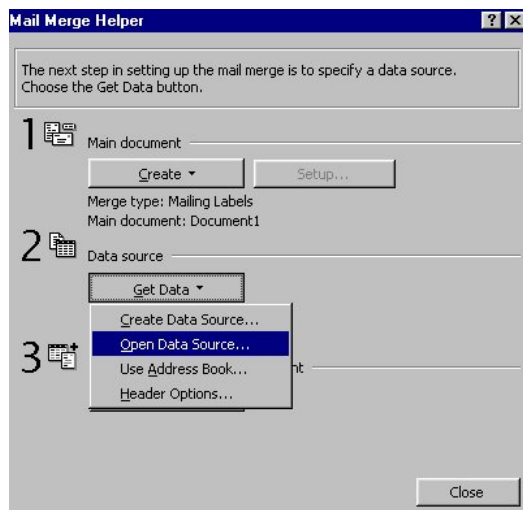 Mail Merge Helper
The next step in setting up the mail merge is to specify a data source.
Choose the Get Data button.
1
Main document
Create
Setup...
Merge type: Mailing Labels
Main document: Document1
2
Data source
Get Data
Create Data Source...
Open Data Source...
3
Use Address Book...
Header Options...
Close